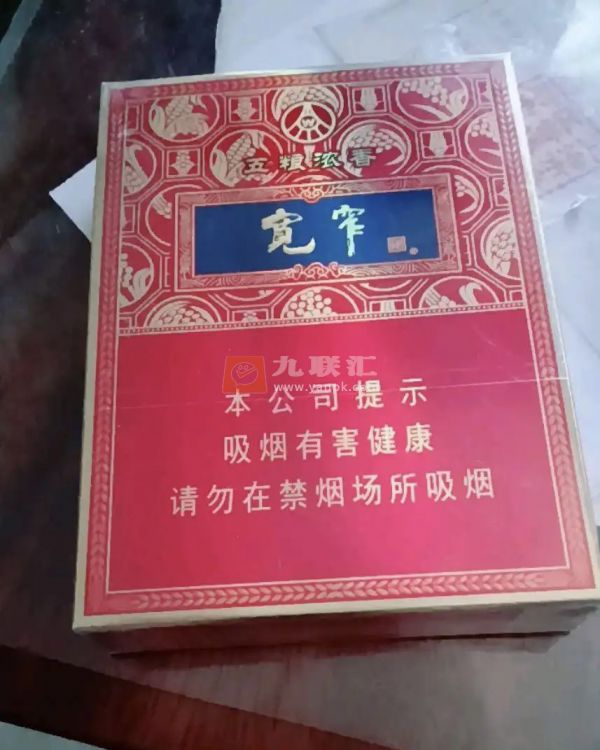 五粮浓香
宽窄
九联汇
本公司提示
吸烟有害健康
请勿在禁烟场所吸烟